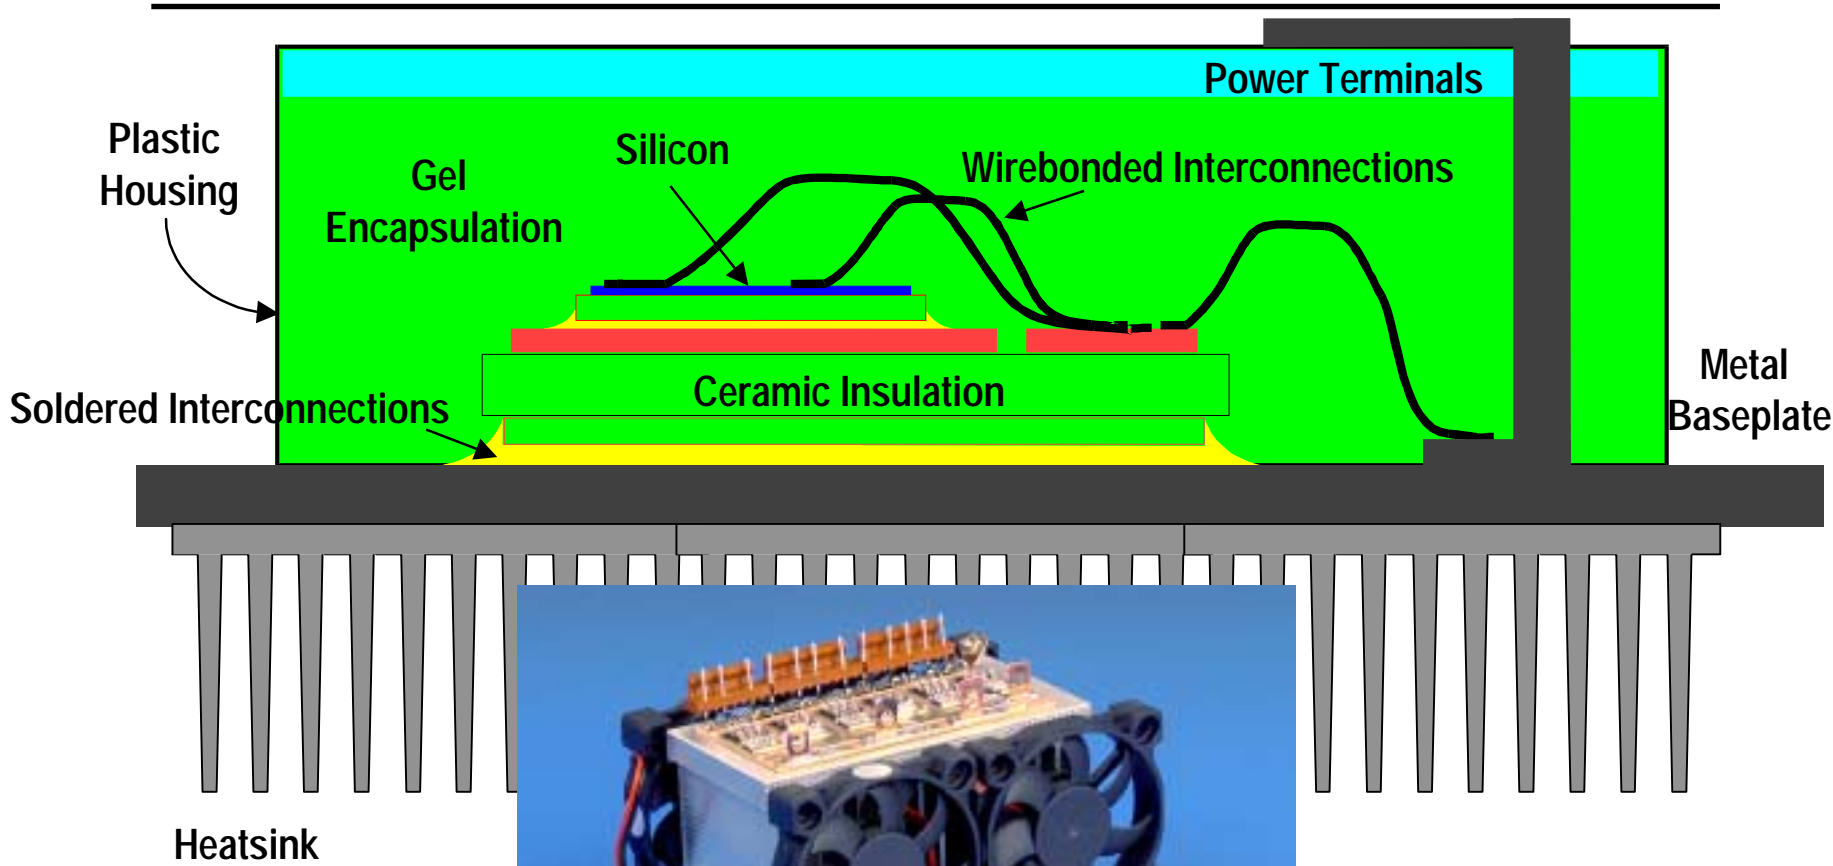 Power Terminals
Plastic
Housing
Silicon
Gel
Encapsulation
Wirebonded Interconnections
Ceramic Insulation
Soldered Interconnections
Metal
Baseplate
Heatsink